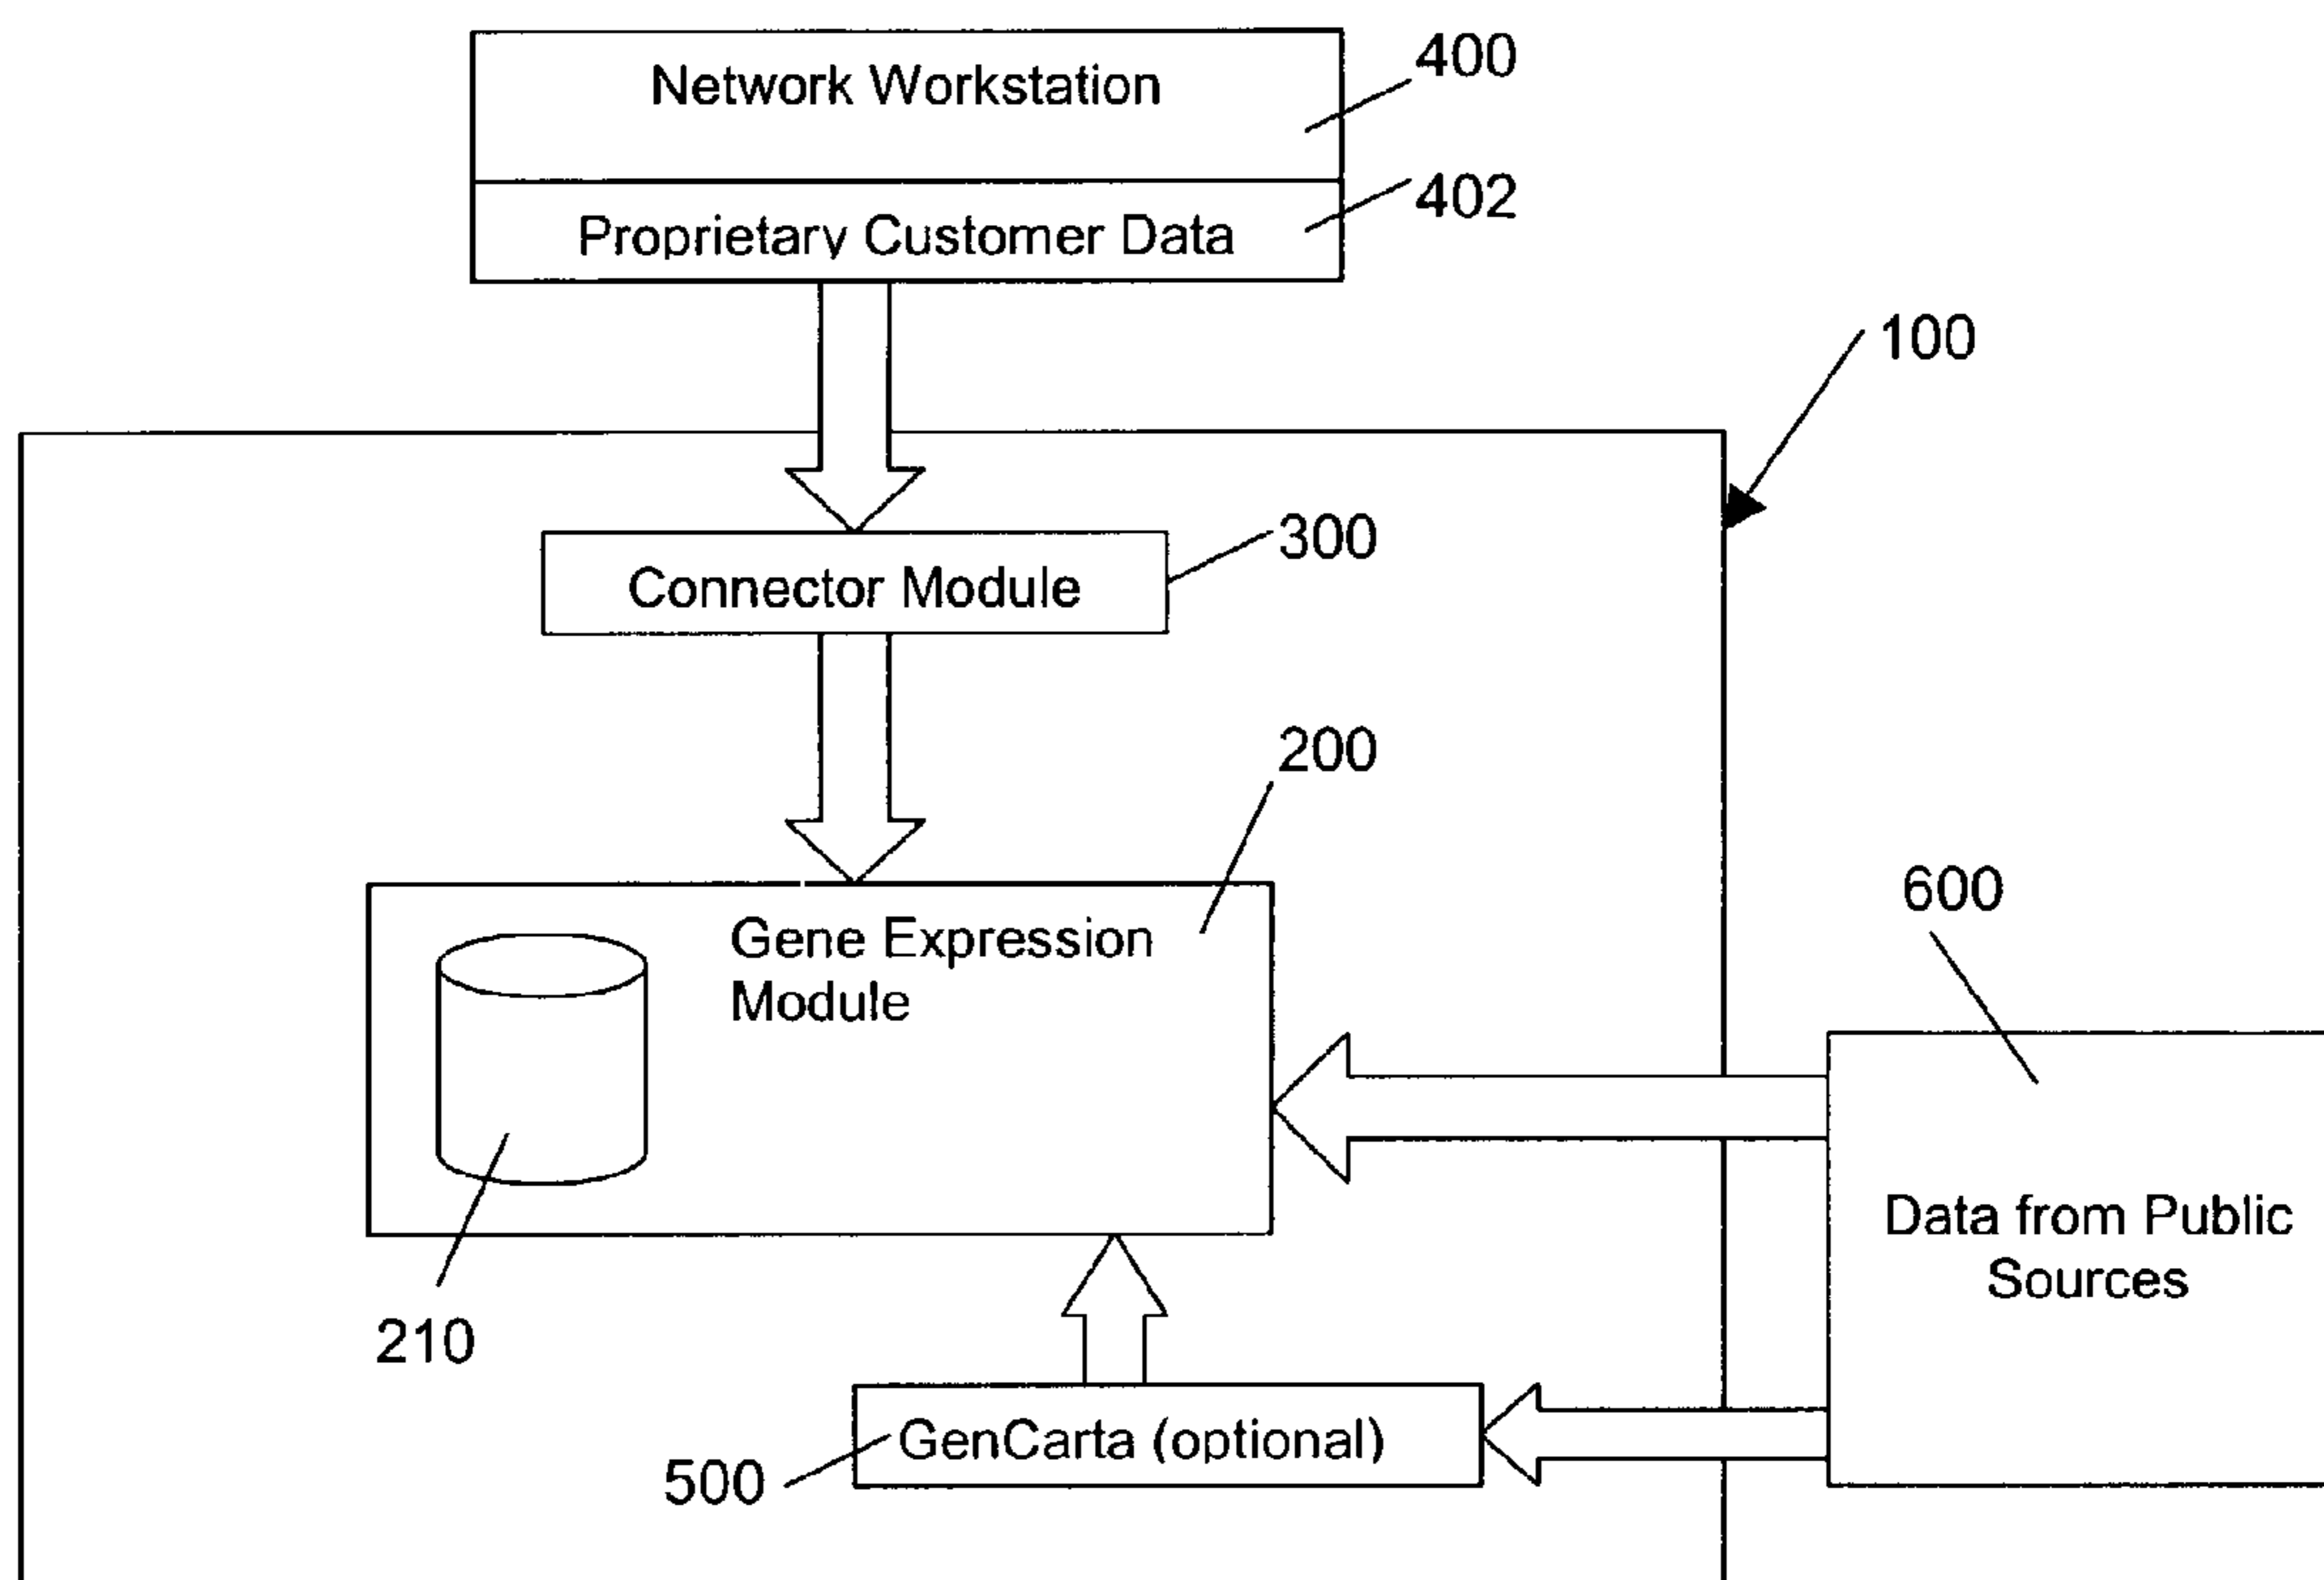 Network Workstation
400
Proprietary Customer Data
402
100
Connector Module
300
200
Gene Expression
Module
600
Data from Public
Sources
210
GenCarta (optional)
500